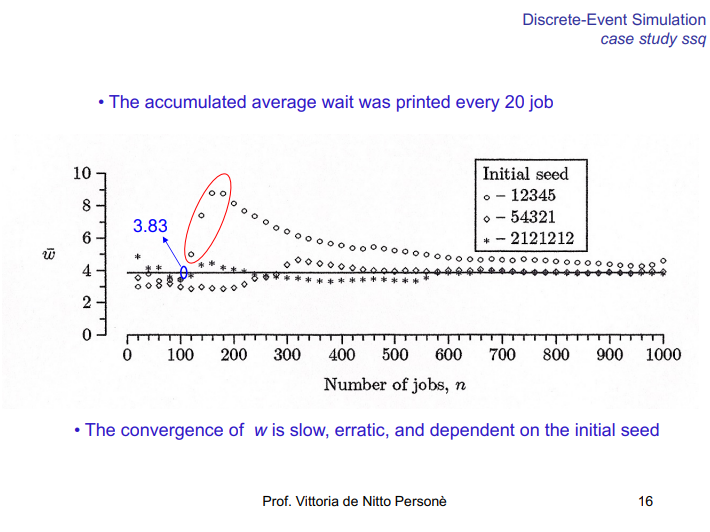 Discrete-Event Simulation
case study ssq
• The accumulated average wait was printed every 20 job
10
8
6
4
2
0
w̄
3.83
Initial seed
○ – 12345
◇ – 54321
* – 2121212
0 100 200 300 400 500 600 700 800 900 1000
Number of jobs, n
• The convergence of w is slow, erratic, and dependent on the initial seed
Prof. Vittoria de Nitto Personè
16